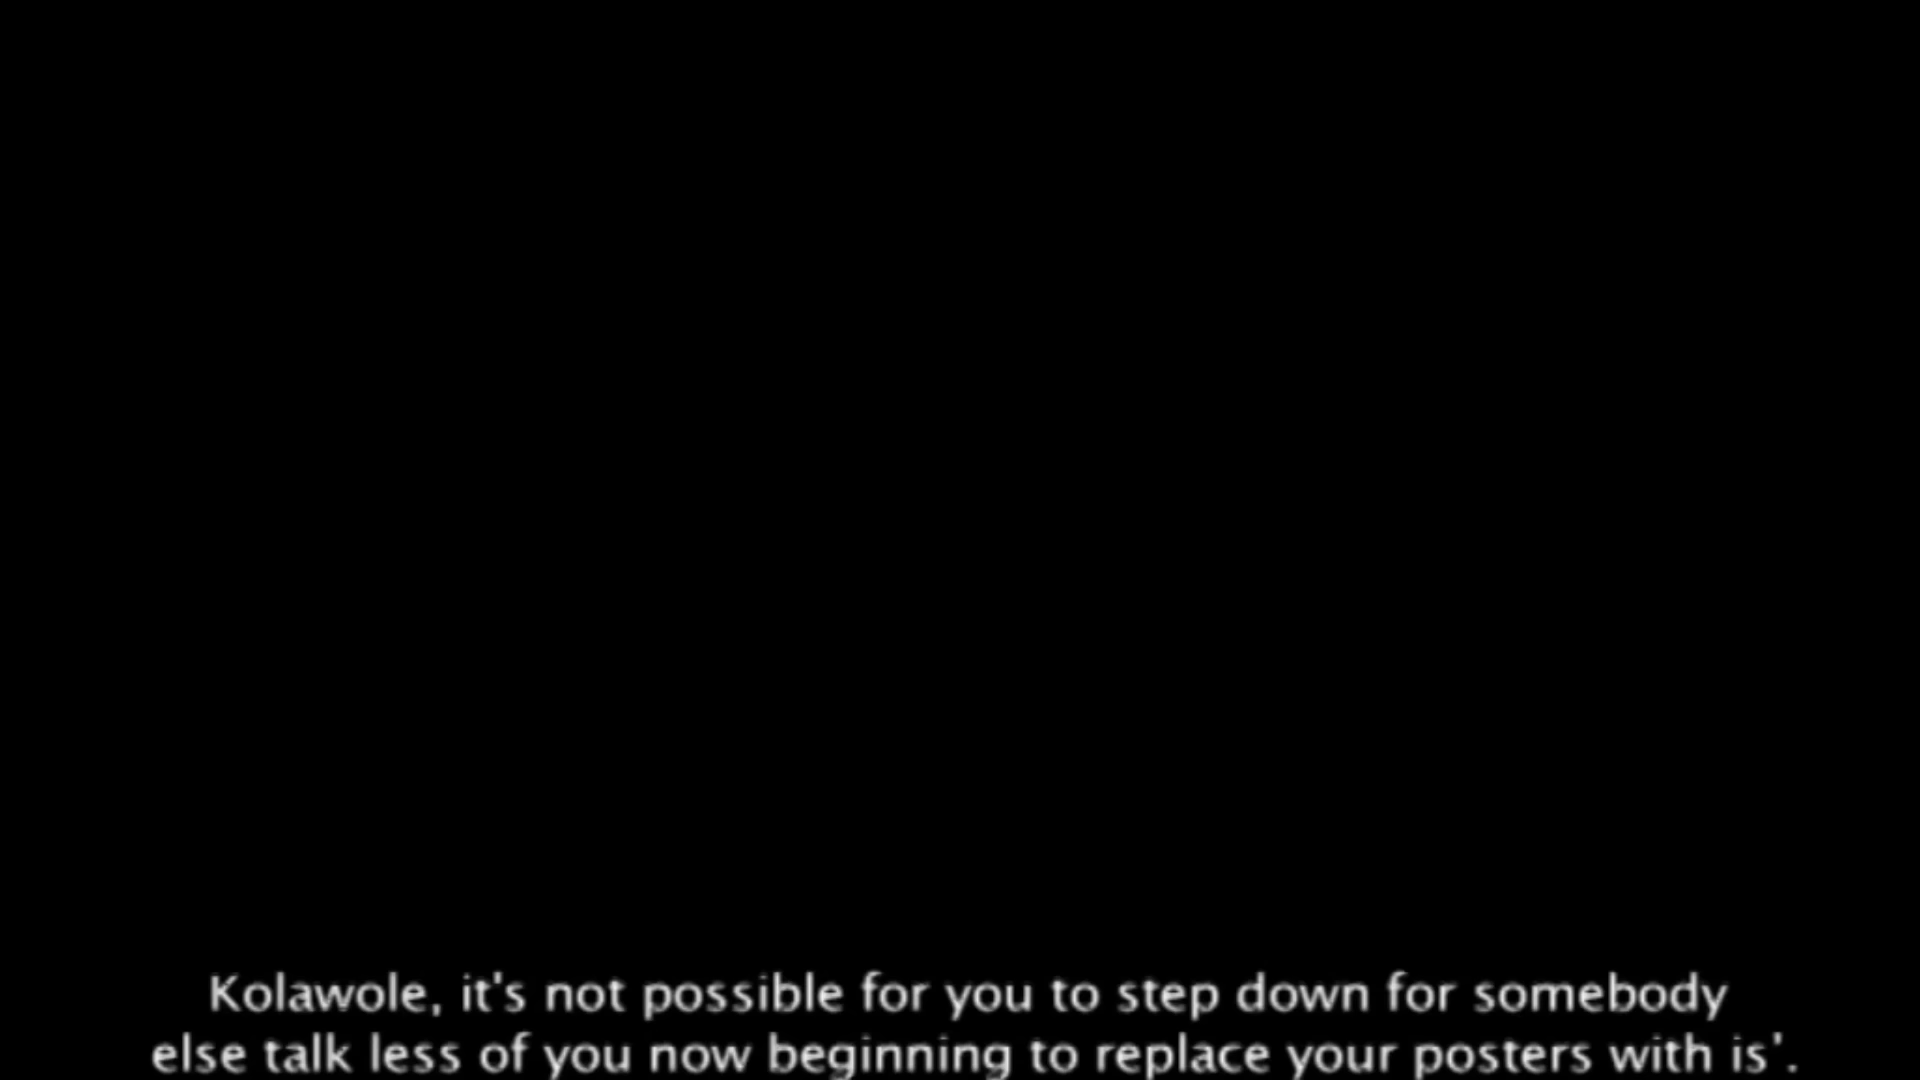 Kolawole, it's not possible for you to step down for somebody
else talk less of you now beginning to replace your posters with is'.